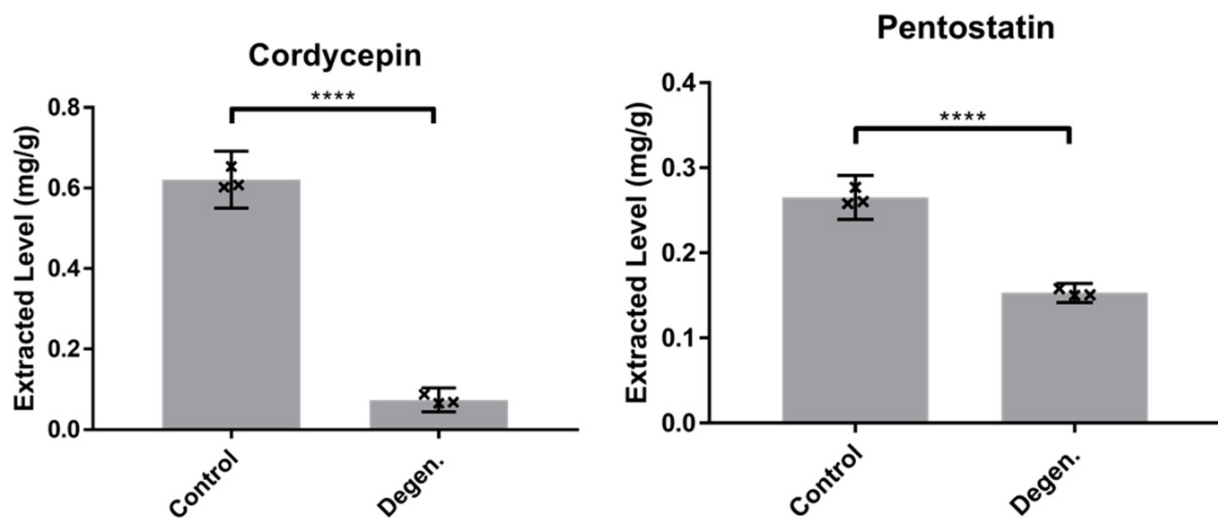 Cordycepin
****
Extracted Level (mg/g)
0.8
0.6
0.4
0.2
0.0
Control
Degen.
Pentostatin
****
Extracted Level (mg/g)
0.4
0.3
0.2
0.1
0.0
Control
Degen.